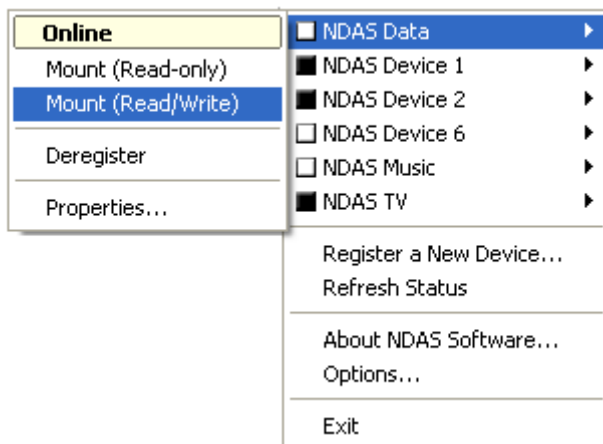 Online
Mount (Read-only)
Mount (Read/Write)
Deregister
Properties...
NDAS Data
NDAS Device 1
NDAS Device 2
NDAS Device 6
NDAS Music
NDAS TV
Register a New Device...
Refresh Status
About NDAS Software...
Options...
Exit